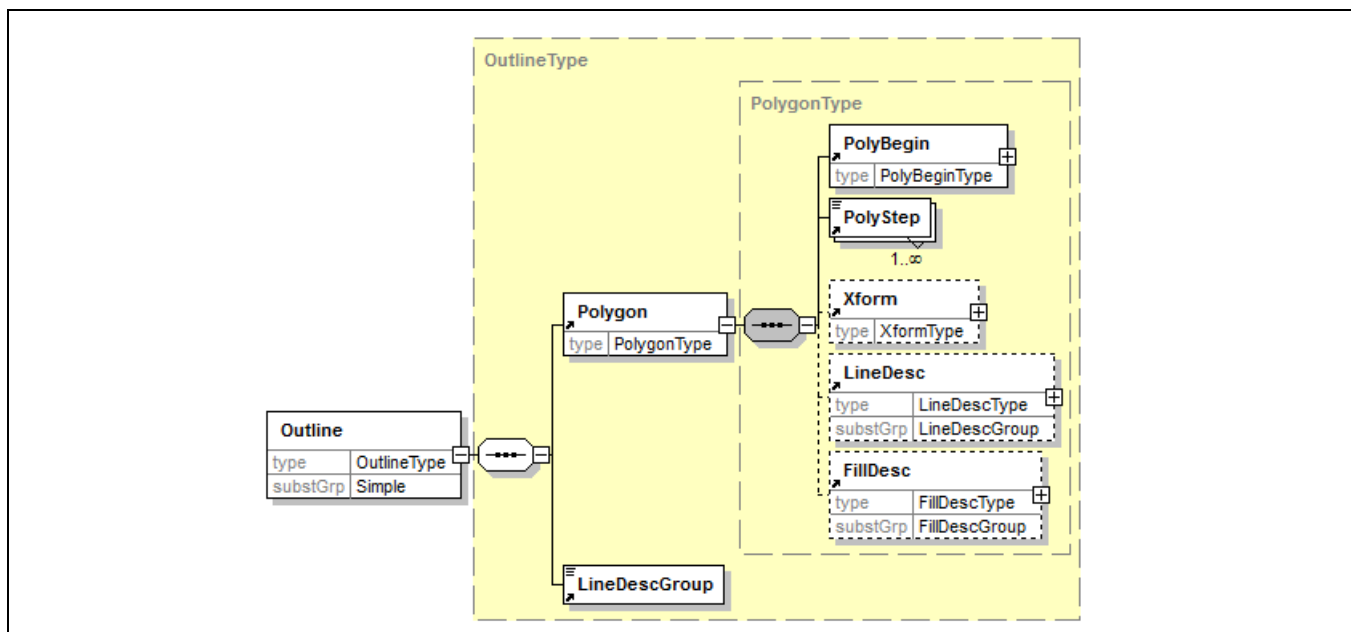 OutlineType
PolygonType
PolyBegin
type PolyBeginType
PolyStep
1..∞
Xform
type XformType
Polygon
type PolygonType
LineDesc
type LineDescType
substGrp LineDescGroup
Outline
type OutlineType
substGrp Simple
FillDesc
type FillDescType
substGrp FillDescGroup
LineDescGroup